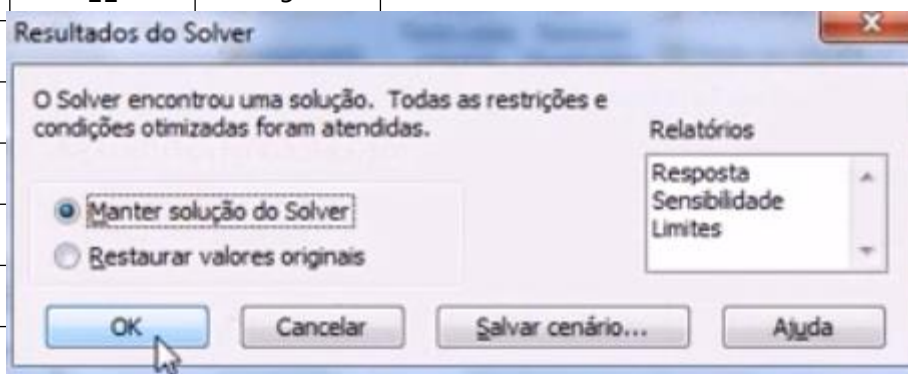 Resultados do Solver
O Solver encontrou uma solução. Todas as restrições e
condições otimizadas foram atendidas.
Relatórios
Resposta
Sensibilidade
Limites
Manter solução do Solver
Restaurar valores originais
OK
Cancelar
Salvar cenário...
Ajuda